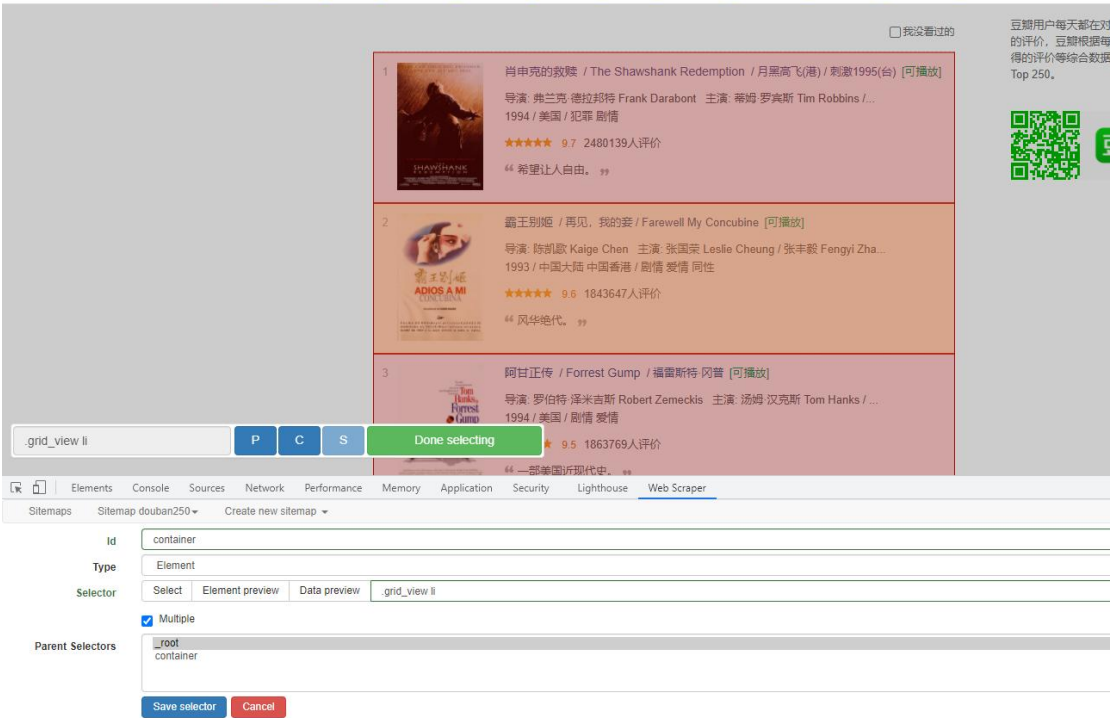 我没看过的
豆瓣用户每天都在对
的评价，豆瓣根据每
得的评价等综合数据
Top 250。
1
肖申克的救赎 / The Shawshank Redemption / 月黑高飞(港) / 刺激1995(台) [可播放]
导演: 弗兰克·德拉邦特 Frank Darabont 主演: 蒂姆·罗宾斯 Tim Robbins /...
1994 / 美国 / 犯罪 剧情
9.7 2480139人评价
“ 希望让人自由。 ”
SHAWSHANK
2
霸王别姬 / 再见，我的妾 / Farewell My Concubine [可播放]
导演: 陈凯歌 Kaige Chen 主演: 张国荣 Leslie Cheung / 张丰毅 Fengyi Zha...
1993 / 中国大陆 中国香港 / 剧情 爱情 同性
9.6 1843647人评价
“ 风华绝代。 ”
霸王别姬
ADIOS A MI
CONCUBINA
3
阿甘正传 / Forrest Gump / 福雷斯特·冈普 [可播放]
导演: 罗伯特·泽米吉斯 Robert Zemeckis 主演: 汤姆·汉克斯 Tom Hanks / ...
1994 / 美国 / 剧情 爱情
9.5 1863769人评价
“ 一部美国近现代史。 ”
Tom
Hanks
Forrest
Gump
.grid_view li
P C S Done selecting
Elements Console Sources Network Performance Memory Application Security Lighthouse Web Scraper
Sitemaps Sitemap douban250 Create new sitemap
Id container
Type Element
Selector Select Element preview Data preview .grid_view li
Multiple
Parent Selectors _root
container
Save selector Cancel